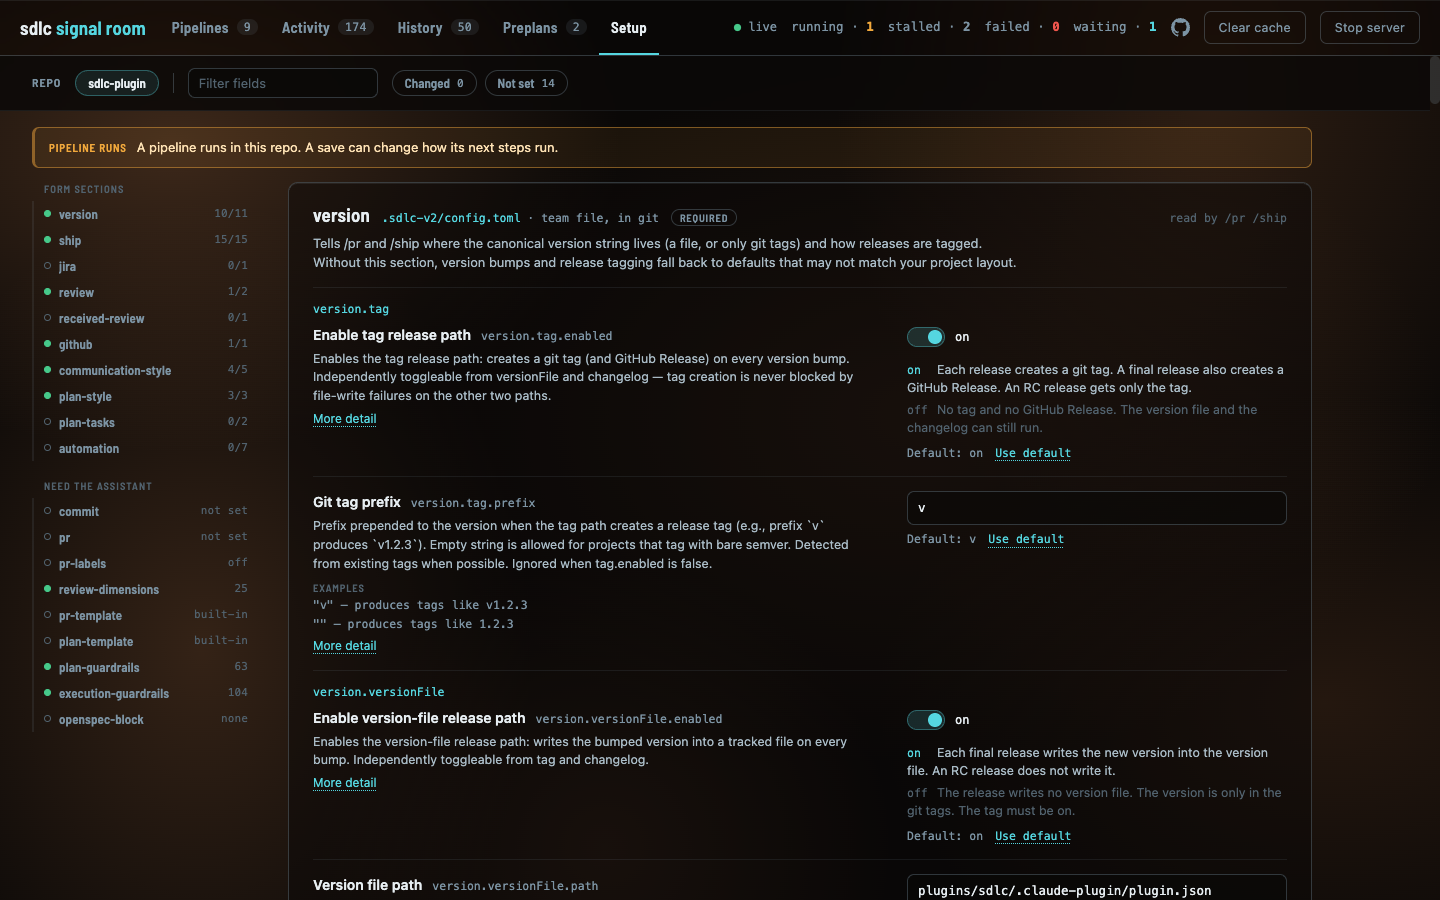 sdlc signal room Pipelines 9 Activity 174 History 50 Preplans 2 Setup live running · 1 stalled · 2 failed · 0 waiting · 1 Clear cache Stop server
REPO sdlc-plugin Filter fields Changed 0 Not set 14
PIPELINE RUNS A pipeline runs in this repo. A save can change how its next steps run.
FORM SECTIONS
version 10/11
ship 15/15
jira 0/1
review 1/2
received-review 0/1
github 1/1
communication-style 4/5
plan-style 3/3
plan-tasks 0/2
automation 0/7
NEED THE ASSISTANT
commit not set
pr not set
pr-labels off
review-dimensions 25
pr-template built-in
plan-template built-in
plan-guardrails 63
execution-guardrails 104
openspec-block none
version .sdlc-v2/config.toml · team file, in git REQUIRED read by /pr /ship
Tells /pr and /ship where the canonical version string lives (a file, or only git tags) and how releases are tagged.
Without this section, version bumps and release tagging fall back to defaults that may not match your project layout.
version.tag
Enable tag release path version.tag.enabled
Enables the tag release path: creates a git tag (and GitHub Release) on every version bump.
Independently toggleable from versionFile and changelog — tag creation is never blocked by
file-write failures on the other two paths.
More detail
on
on Each release creates a git tag. A final release also creates a
GitHub Release. An RC release gets only the tag.
off No tag and no GitHub Release. The version file and the
changelog can still run.
Default: on Use default
Git tag prefix version.tag.prefix
Prefix prepended to the version when the tag path creates a release tag (e.g., prefix `v`
produces `v1.2.3`). Empty string is allowed for projects that tag with bare semver. Detected
from existing tags when possible. Ignored when tag.enabled is false.
EXAMPLES
"v" — produces tags like v1.2.3
"" — produces tags like 1.2.3
More detail
v
Default: v Use default
version.versionFile
Enable version-file release path version.versionFile.enabled
Enables the version-file release path: writes the bumped version into a tracked file on every
bump. Independently toggleable from tag and changelog.
More detail
on
on Each final release writes the new version into the version
file. An RC release does not write it.
off The release writes no version file. The version is only in the
git tags. The tag must be on.
Default: on Use default
Version file path version.versionFile.path
plugins/sdlc/.claude-plugin/plugin.json